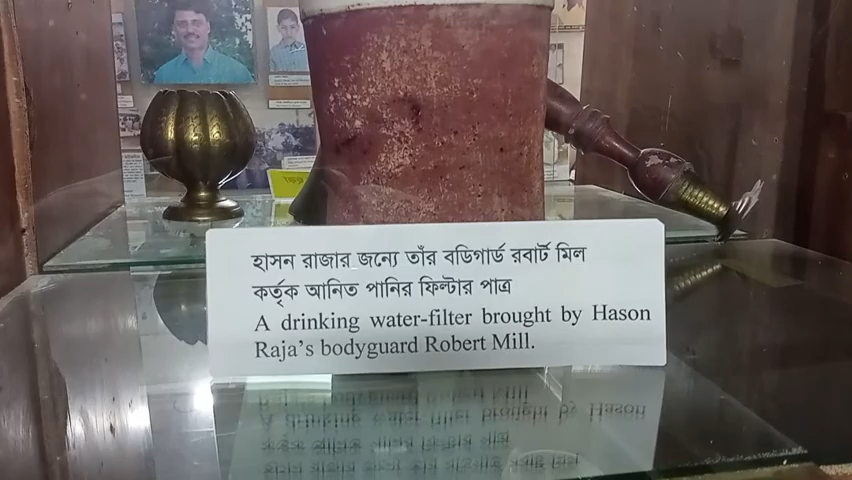 হাসন রাজার জন্যে তাঁর বডিগার্ড রবার্ট মিল
কর্তৃক আনিত পানির ফিল্টার পাত্র
A drinking water-filter brought by Hason
Raja's bodyguard Robert Mill.